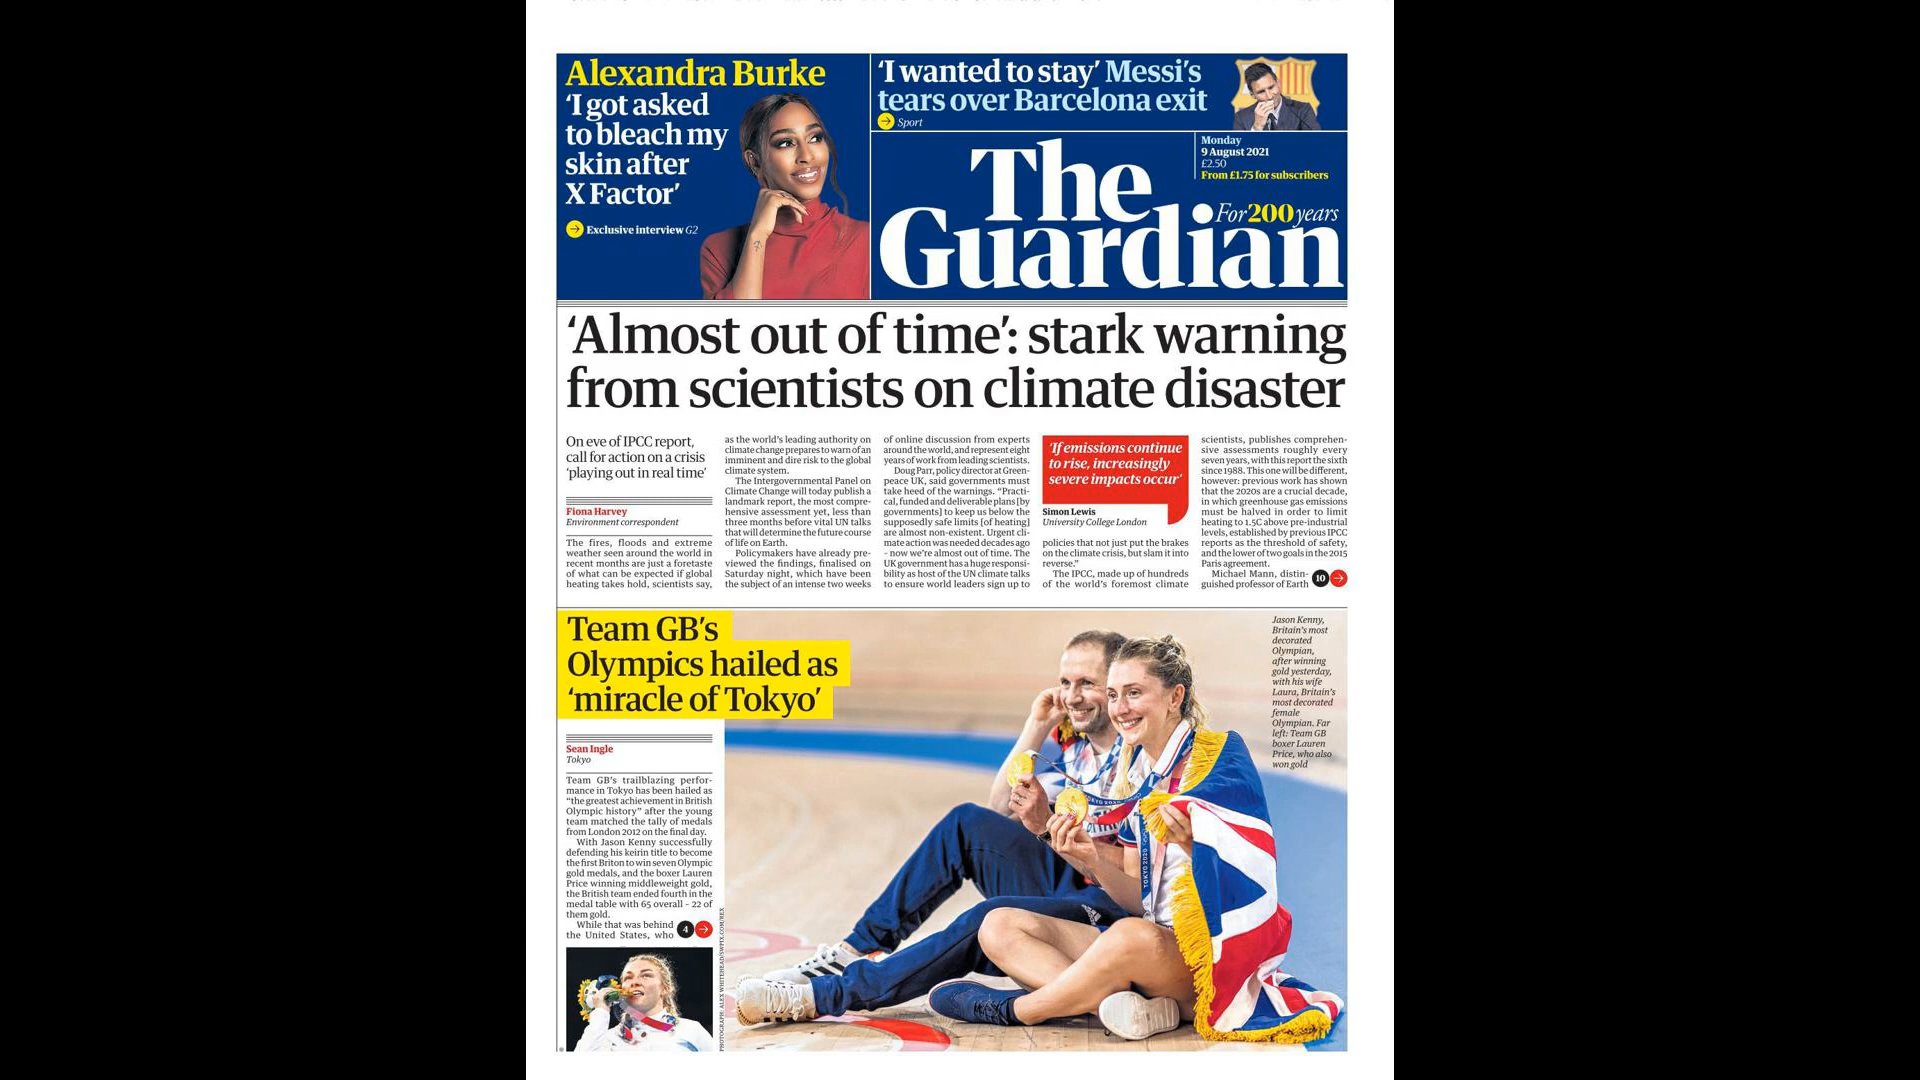 Alexandra Burke
‘I got asked
to bleach my
skin after
X Factor’
Exclusive interview G2
‘I wanted to stay’ Messi’s
tears over Barcelona exit
Sport
Monday
9 August 2021
£2.50
From £1.75 for subscribers
The
Guardian
For 200 years
‘Almost out of time’: stark warning
from scientists on climate disaster
On eve of IPCC report,
call for action on a crisis
‘playing out in real time’
Fiona Harvey
Environment correspondent
The fires, floods and extreme
weather seen around the world in
recent months are just a foretaste
of what can be expected if global
heating takes hold, scientists say,
as the world’s leading authority on
climate change prepares to warn of an
imminent and dire risk to the global
climate system.
The Intergovernmental Panel on
Climate Change will today publish a
landmark report, the most compre-
hensive assessment yet, less than
three months before vital UN talks
that will determine the future course
of life on Earth.
Policymakers have already pre-
viewed the findings, finalised on
Saturday night, which have been
the subject of an intense two weeks
of online discussion from experts
around the world, and represent eight
years of work from leading scientists.
Doug Parr, policy director at Green-
peace UK, said governments must
take heed of the warnings. “Practi-
cal, funded and deliverable plans [by
governments] to keep us below the
supposedly safe limits [of heating]
are almost non-existent. Urgent cli-
mate action was needed decades ago
– now we’re almost out of time. The
UK government has a huge responsi-
bility as host of the UN climate talks
to ensure world leaders sign up to
‘If emissions continue
to rise, increasingly
severe impacts occur’
Simon Lewis
University College London
policies that not just put the brakes
on the climate crisis, but slam it into
reverse.”
The IPCC, made up of hundreds
of the world’s foremost climate
scientists, publishes comprehen-
sive assessments roughly every
seven years, with this report the sixth
since 1988. This one will be different,
however: previous work has shown
that the 2020s are a crucial decade,
in which greenhouse gas emissions
must be halved in order to limit
heating to 1.5C above pre-industrial
levels, established by previous IPCC
reports as the threshold of safety,
and the lower of two goals in the 2015
Paris agreement.
Michael Mann, distin-
guished professor of Earth
10
Team GB’s
Olympics hailed as
‘miracle of Tokyo’
Sean Ingle
Tokyo
Team GB’s trailblazing perfor-
mance in Tokyo has been hailed as
“the greatest achievement in British
Olympic history” after the young
team matched the tally of medals
from London 2012 on the final day.
With Jason Kenny successfully
defending his keirin title to become
the first Briton to win seven Olympic
gold medals, and the boxer Lauren
Price winning middleweight gold,
the British team ended fourth in the
medal table with 65 overall – 22 of
them gold.
While that was behind
the United States, who
4
Jason Kenny,
Britain’s most
decorated
Olympian,
after winning
gold yesterday,
with his wife
Laura, Britain’s
most decorated
female
Olympian. Far
left: Team GB
boxer Lauren
Price, who also
won gold
PHOTOGRAPH: ALEX WHITEHEAD/SWPIX.COM/REX
TOKYO 2020
TOKYO 2020